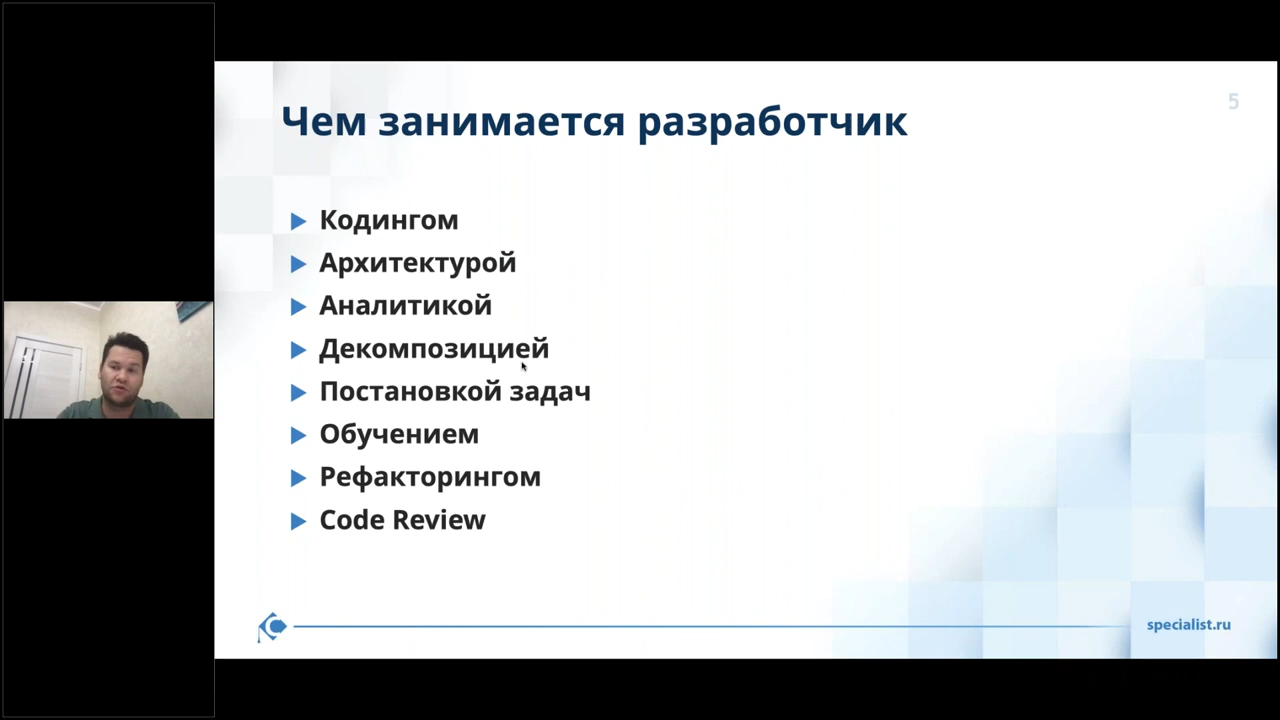 5
Чем занимается разработчик
Кодингом
Архитектурой
Аналитикой
Декомпозицией
Постановкой задач
Обучением
Рефакторингом
Code Review
specialist.ru